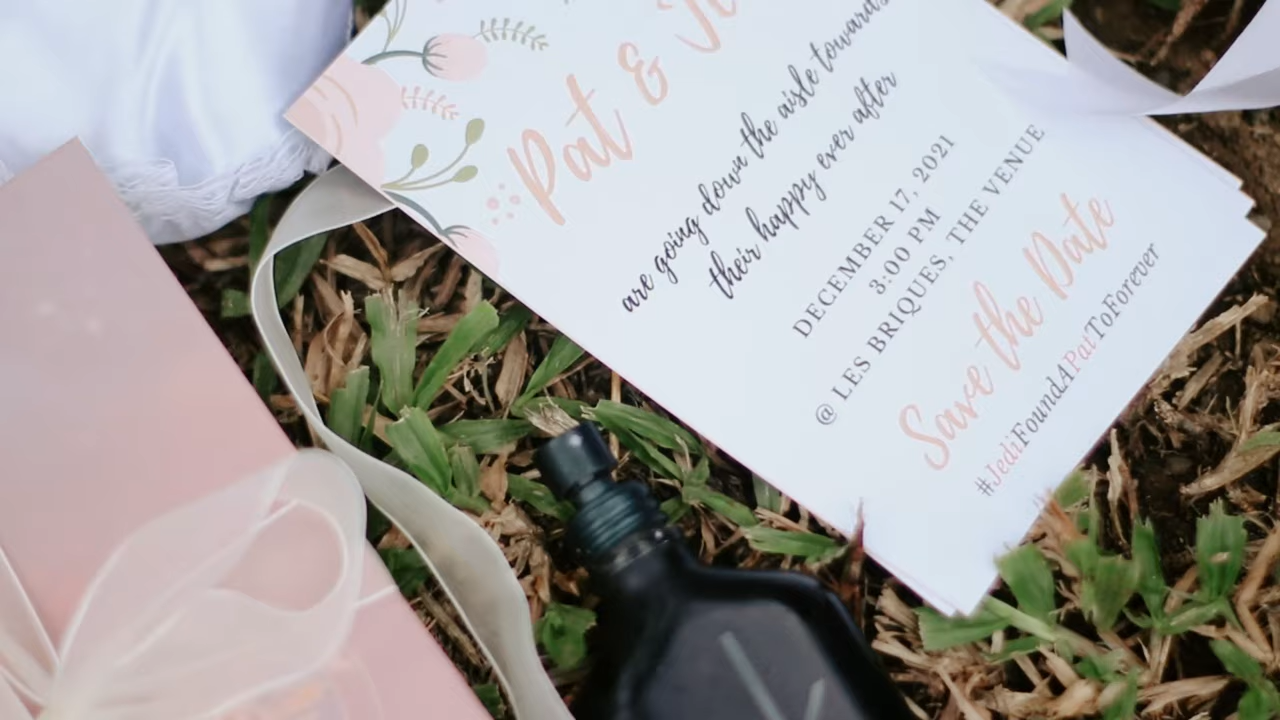 Pat &
are going down the aisle towards
their happy ever after
DECEMBER 17, 2021
3:00 PM
@ LES BRIQUES, THE VENUE
Save the Date
#JediFoundAPatToForever